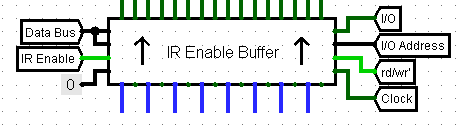 Data Bus
IR Enable
0
IR Enable Buffer
I/O
I/O Address
rd/wr'
Clock